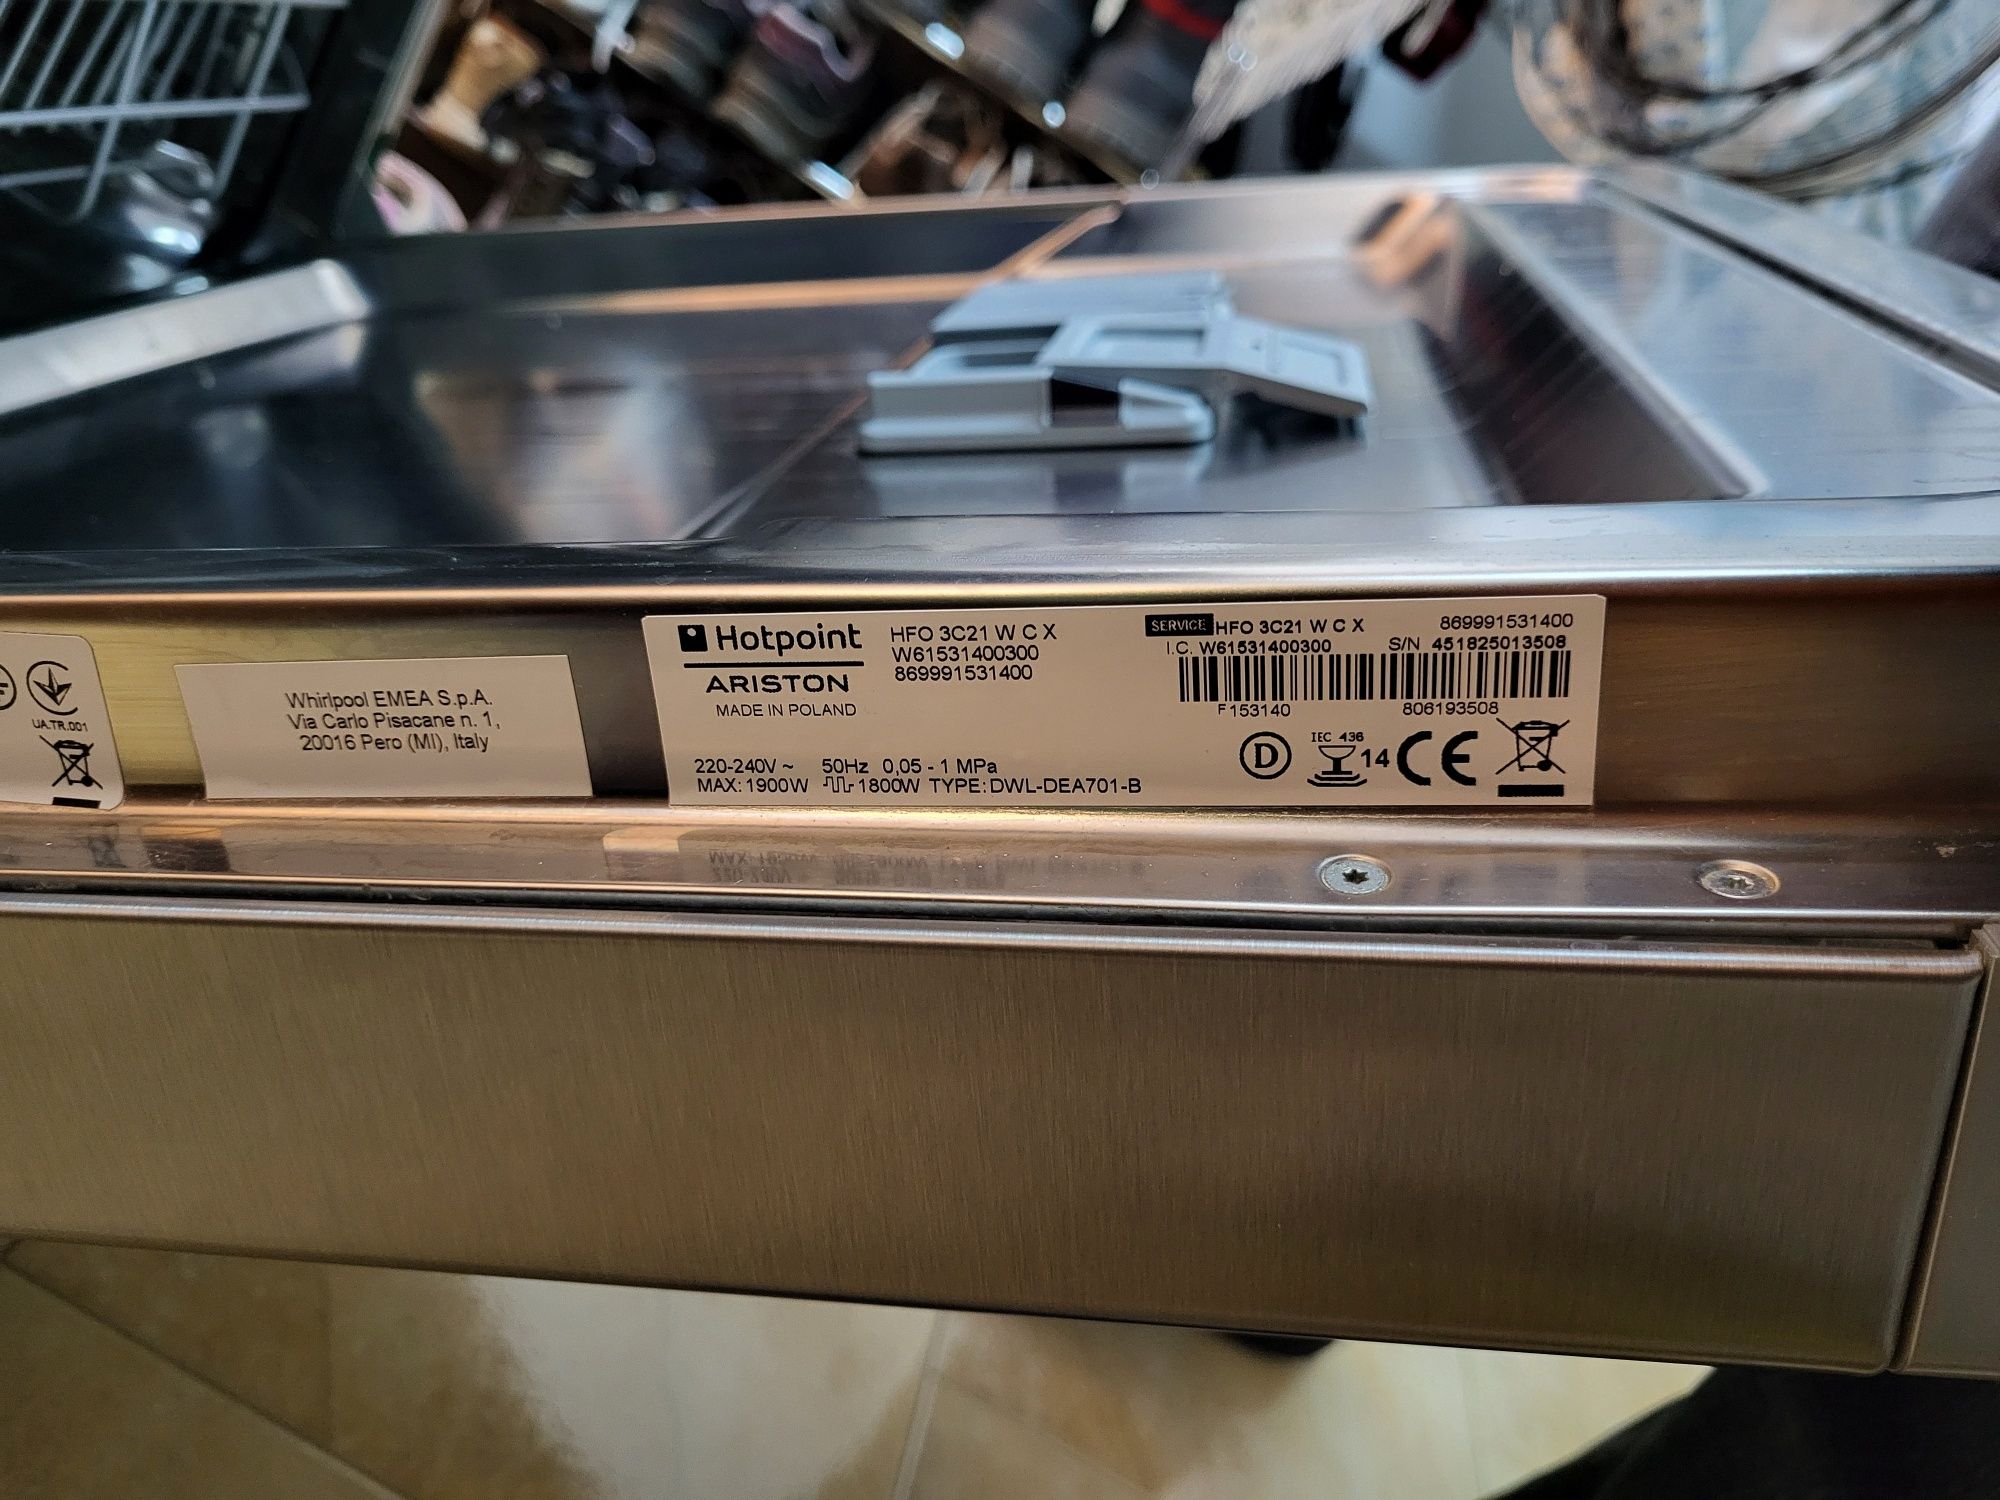 UA.TR.001
Whirlpool EMEA S.p.A.
Via Carlo Pisacane n. 1,
20016 Pero (MI), Italy
Hotpoint
ARISTON
MADE IN POLAND
HFO 3C21 W C X
W61531400300
869991531400
220-240V ~ 50Hz 0,05 - 1 MPa
MAX: 1900W 1800W TYPE: DWL-DEA701-B
SERVICE HFO 3C21 W C X 869991531400
I.C. W61531400300 S/N 451825013508
F153140 806193508
D IEC 436 14 CE